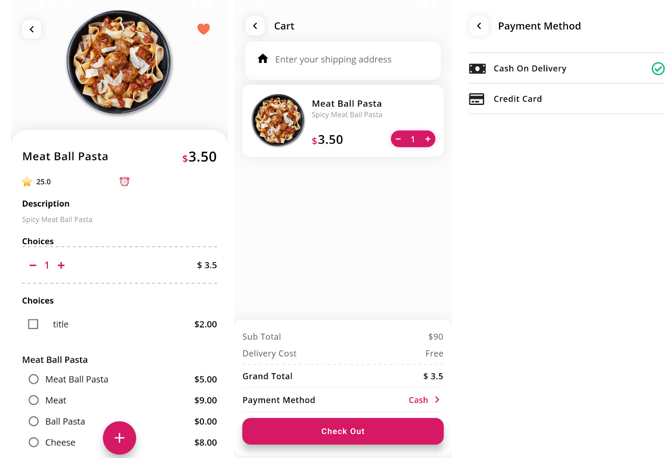 Meat Ball Pasta
$3.50
25.0
Description
Spicy Meat Ball Pasta
Choices
− 1 +
$ 3.5
Choices
title
$2.00
Meat Ball Pasta
Meat Ball Pasta
$5.00
Meat
$9.00
Ball Pasta
$0.00
Cheese
$8.00
+
Cart
Enter your shipping address
Meat Ball Pasta
Spicy Meat Ball Pasta
$3.50
− 1 +
Sub Total
$90
Delivery Cost
Free
Grand Total
$ 3.5
Payment Method
Cash
Check Out
Payment Method
Cash On Delivery
Credit Card